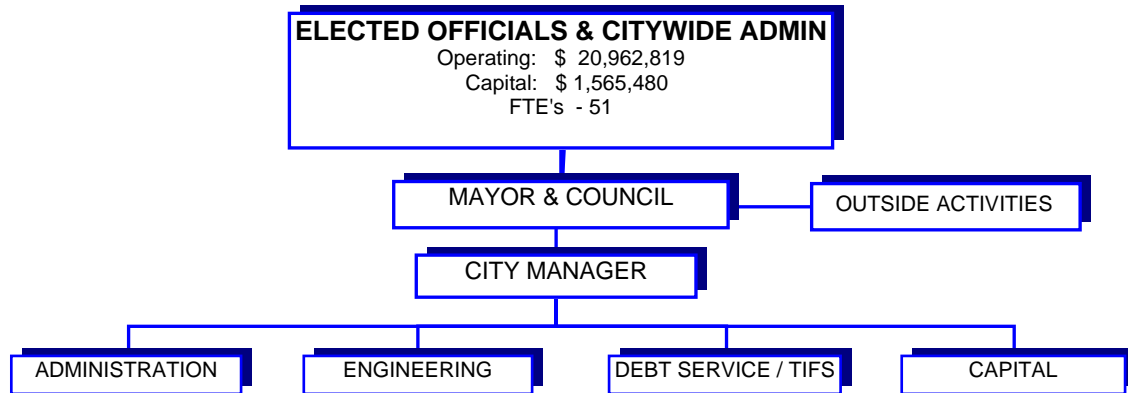 ELECTED OFFICIALS & CITYWIDE ADMIN
Operating: $ 20,962,819
Capital: $ 1,565,480
FTE's - 51
MAYOR & COUNCIL
OUTSIDE ACTIVITIES
CITY MANAGER
ADMINISTRATION
ENGINEERING
DEBT SERVICE / TIFS
CAPITAL